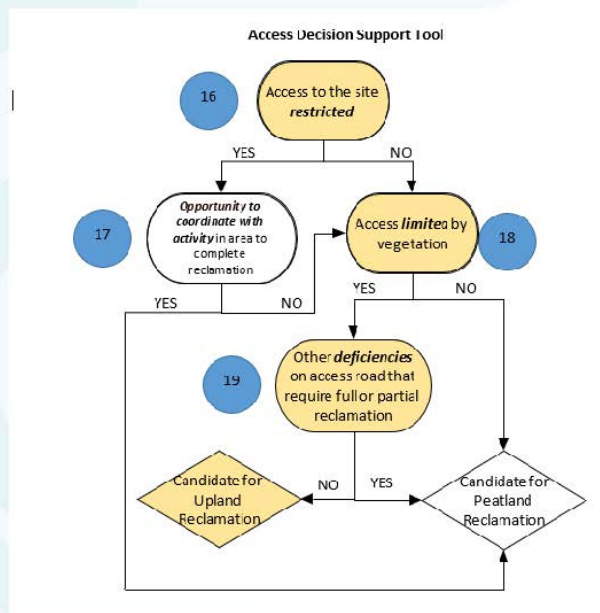 Access Decision Support Tool
16
Access to the site
restricted
YES
NO
17
Opportunity to
coordinate with
activity in area to
complete
reclamation
Access limited by
vegetation
18
YES
NO
YES
NO
19
Other deficiencies
on access road that
require full or partial
reclamation
Candidate for
Upland
Reclamation
NO
YES
Candidate for
Peatland
Reclamation